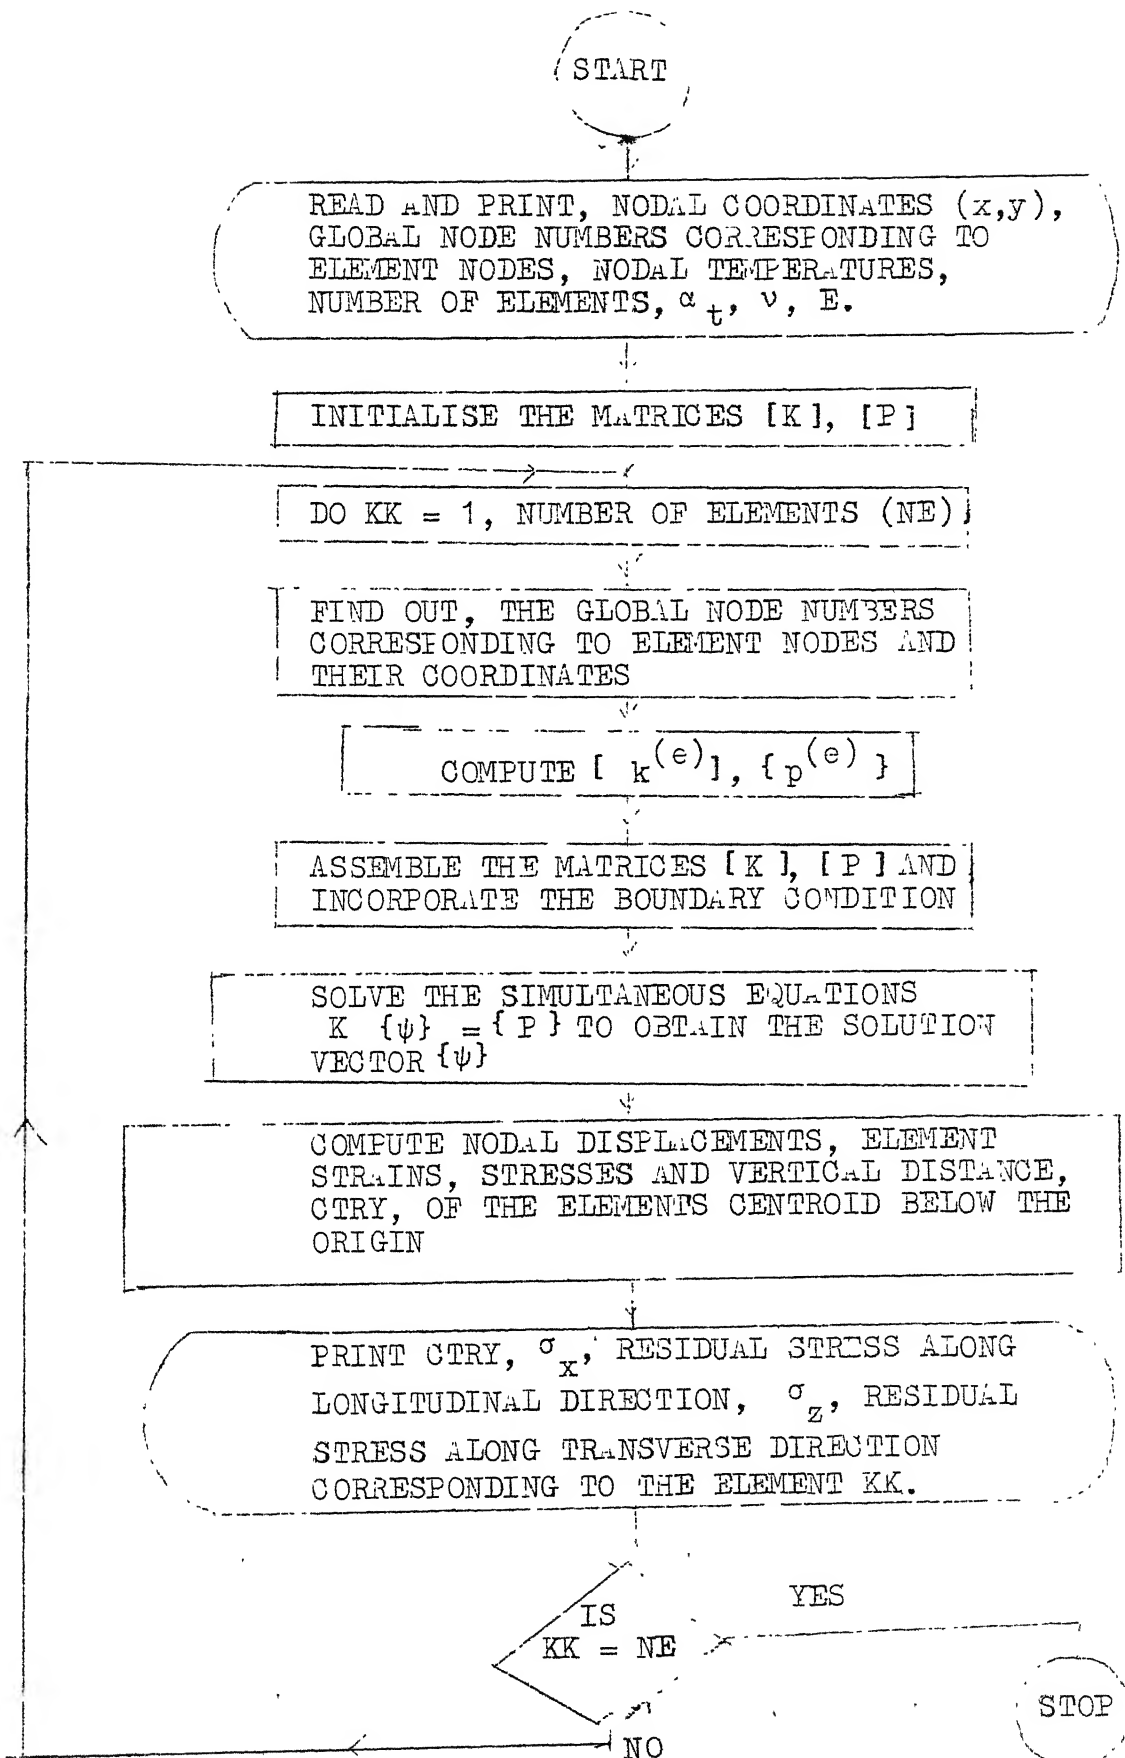 START
READ AND PRINT, NODAL COORDINATES (x,y),
GLOBAL NODE NUMBERS CORRESPONDING TO
ELEMENT NODES, NODAL TEMPERATURES,
NUMBER OF ELEMENTS, α t, ν, E.
INITIALISE THE MATRICES [K], [P]
DO KK = 1, NUMBER OF ELEMENTS (NE)
FIND OUT, THE GLOBAL NODE NUMBERS
CORRESPONDING TO ELEMENT NODES AND
THEIR COORDINATES
COMPUTE [ k(e)], {p(e) }
ASSEMBLE THE MATRICES [K], [P] AND
INCORPORATE THE BOUNDARY CONDITION
SOLVE THE SIMULTANEOUS EQUATIONS
K {ψ} = {P} TO OBTAIN THE SOLUTION
VECTOR {ψ}
COMPUTE NODAL DISPLACEMENTS, ELEMENT
STRAINS, STRESSES AND VERTICAL DISTANCE,
CTRY, OF THE ELEMENTS CENTROID BELOW THE
ORIGIN
PRINT CTRY, σx, RESIDUAL STRESS ALONG
LONGITUDINAL DIRECTION, σz, RESIDUAL
STRESS ALONG TRANSVERSE DIRECTION
CORRESPONDING TO THE ELEMENT KK.
IS
KK = NE
YES
STOP
NO